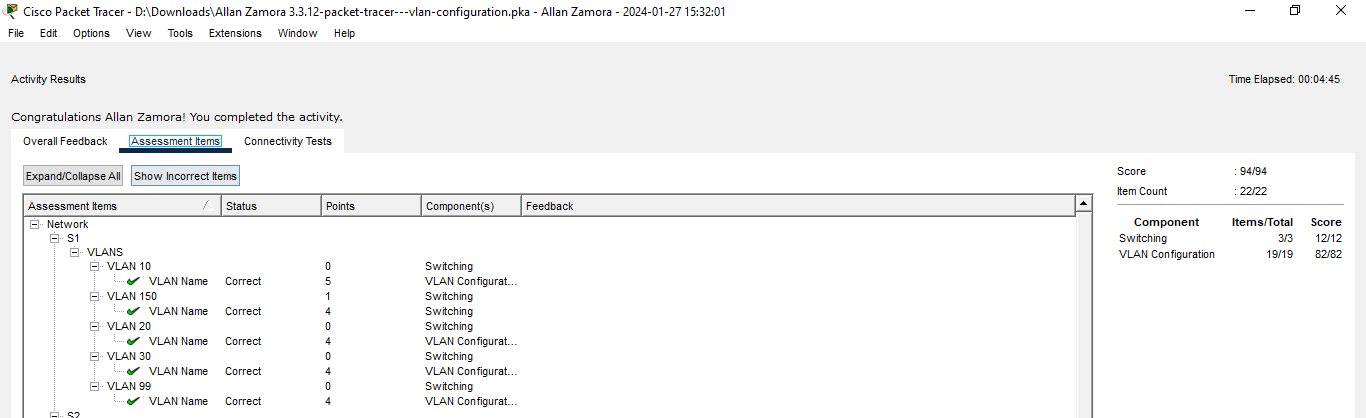 Cisco Packet Tracer - D:\Downloads\Allan Zamora 3.3.12-packet-tracer---vlan-configuration.pka - Allan Zamora - 2024-01-27 15:32:01
File Edit Options View Tools Extensions Window Help
Activity Results Time Elapsed: 00:04:45
Congratulations Allan Zamora! You completed the activity.
Overall Feedback Assessment Items Connectivity Tests
Expand/Collapse All Show Incorrect Items
Score : 94/94
Item Count : 22/22
Component Items/Total Score
Switching 3/3 12/12
VLAN Configuration 19/19 82/82
Assessment Items Status Points Component(s) Feedback
Network
S1
VLANS
VLAN 10 0 Switching
VLAN Name Correct 5 VLAN Configurat...
VLAN 150 1 Switching
VLAN Name Correct 4 VLAN Configurat...
VLAN 20 0 Switching
VLAN Name Correct 4 VLAN Configurat...
VLAN 30 0 Switching
VLAN Name Correct 4 VLAN Configurat...
VLAN 99 0 Switching
VLAN Name Correct 4 VLAN Configurat...
S2